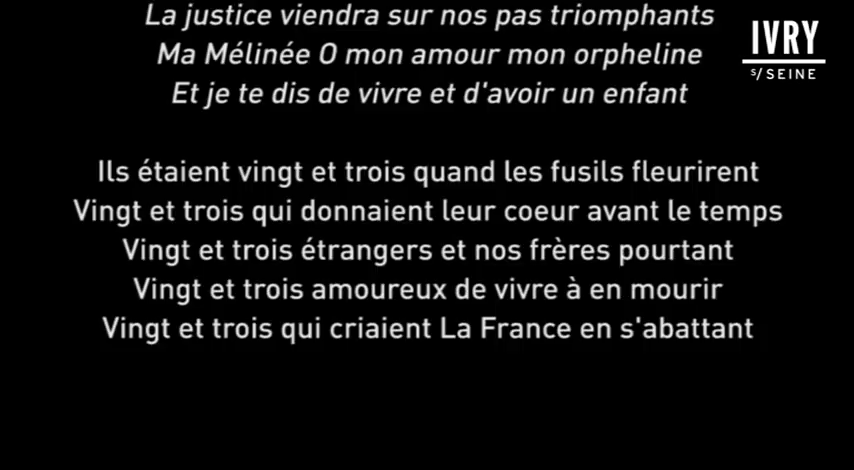 La justice viendra sur nos pas triomphants
Ma Mélinée O mon amour mon orpheline
Et je te dis de vivre et d'avoir un enfant
Ils étaient vingt et trois quand les fusils fleurirent
Vingt et trois qui donnaient leur coeur avant le temps
Vingt et trois étrangers et nos frères pourtant
Vingt et trois amoureux de vivre à en mourir
Vingt et trois qui criaient La France en s'abattant
IVRY
s/SEINE